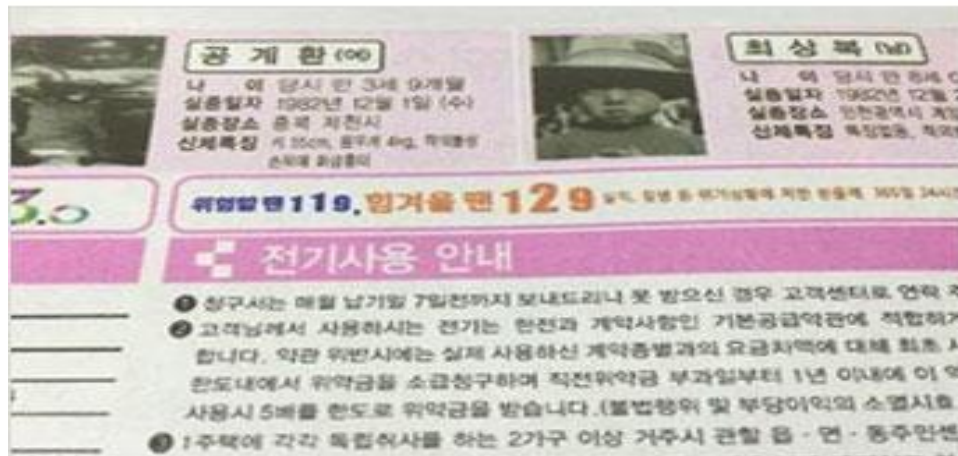 공 계 환 (여)
나 이 당시 만 3세 9개월
실종일자 1982년 12월 1일 (수)
실종장소 충북 제천시
신체특징 키
최 상 복 (남)
나 이 당시 만 8세
실종일자 1982년 12월
실종장소 인천광역시
신체특징
3.0
위험할 땐 119, 힘겨울 땐 129
전기사용 안내
❶ 청구서는 매월 납기일 7일전까지 보내드리니 못 받으신 경우 고객센터로 연락
❷ 고객님께서 사용하시는 전기는 한전과 계약사항인 기본공급약관에 적합하
합니다. 약관 위반시에는 실제 사용하신 계약종별과의 요금차액에 대해 최초
한도내에서 위약금을 소급청구하며 직전위약금 부과일부터 1년 이내에 이
사용시 5배를 한도로 위약금을 받습니다.(불법행위 및 부당이익의 소멸시효
❸ 1주택에 각각 독립취사를 하는 2가구 이상 거주시 관할 읍 - 면 - 동주민센